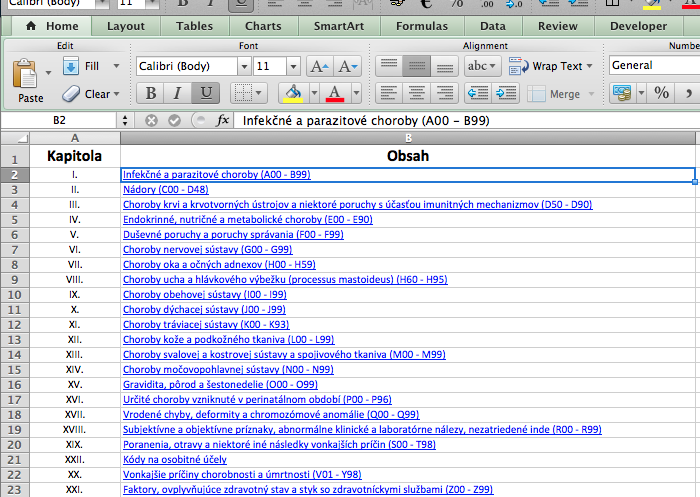 Calibri (Body) 11 B I U % 00
Home Layout Tables Charts SmartArt Formulas Data Review Developer
Edit Font Alignment Numbe
Paste Fill Clear Calibri (Body) 11 A A abc Wrap Text General
B I U A Merge % ,
B2 fx Infekčné a parazitové choroby (A00 – B99)
A B
1 Kapitola Obsah
2 I. Infekčné a parazitové choroby (A00 - B99)
3 II. Nádory (C00 - D48)
4 III. Choroby krvi a krvotvorných ústrojov a niektoré poruchy s účasťou imunitných mechanizmov (D50 - D90)
5 IV. Endokrinné, nutričné a metabolické choroby (E00 - E90)
6 V. Duševné poruchy a poruchy správania (F00 - F99)
7 VI. Choroby nervovej sústavy (G00 - G99)
8 VII. Choroby oka a očných adnexov (H00 - H59)
9 VIII. Choroby ucha a hlávkového výbežku (processus mastoideus) (H60 - H95)
10 IX. Choroby obehovej sústavy (I00 - I99)
11 X. Choroby dýchacej sústavy (J00 - J99)
12 XI. Choroby tráviacej sústavy (K00 - K93)
13 XII. Choroby kože a podkožného tkaniva (L00 - L99)
14 XIII. Choroby svalovej a kostrovej sústavy a spojivového tkaniva (M00 - M99)
15 XIV. Choroby močovopohlavnej sústavy (N00 - N99)
16 XV. Gravidita, pôrod a šestonedelie (O00 - O99)
17 XVI. Určité choroby vzniknuté v perinatálnom období (P00 - P96)
18 XVII. Vrodené chyby, deformity a chromozómové anomálie (Q00 - Q99)
19 XVIII. Subjektívne a objektívne príznaky, abnormálne klinické a laboratórne nálezy, nezatriedené inde (R00 - R99)
20 XIX. Poranenia, otravy a niektoré iné následky vonkajších príčin (S00 - T98)
21 XXII. Kódy na osobitné účely
22 XX. Vonkajšie príčiny chorobnosti a úmrtnosti (V01 - Y98)
23 XXI. Faktory, ovplyvňujúce zdravotný stav a styk so zdravotníckymi službami (Z00 - Z99)